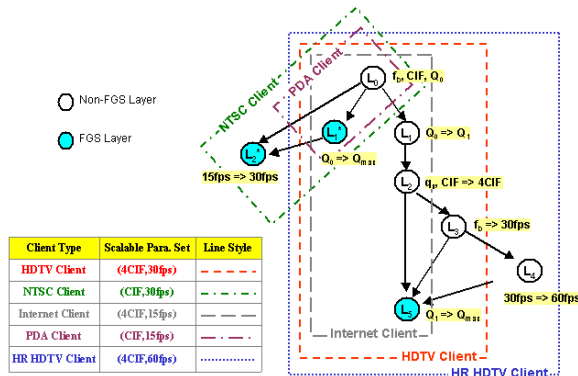 Non-FGS Layer
FGS Layer
NTSC Client
PDA Client
L0
fb, CIF, Q0
L1*
Q0 => Qmax
L2*
15fps => 30fps
L1
Q0 => Q1
L2
CIF => 4CIF
L3
fb => 30fps
L4
30fps => 60fps
L5
Q1 => Qmax
Internet Client
HDTV Client
HR HDTV Client
Client Type Scalable Para. Set Line Style
HDTV Client (4CIF,30fps)
NTSC Client (CIF,30fps)
Internet Client (4CIF,15fps)
PDA Client (CIF,15fps)
HR HDTV Client (4CIF,60fps)